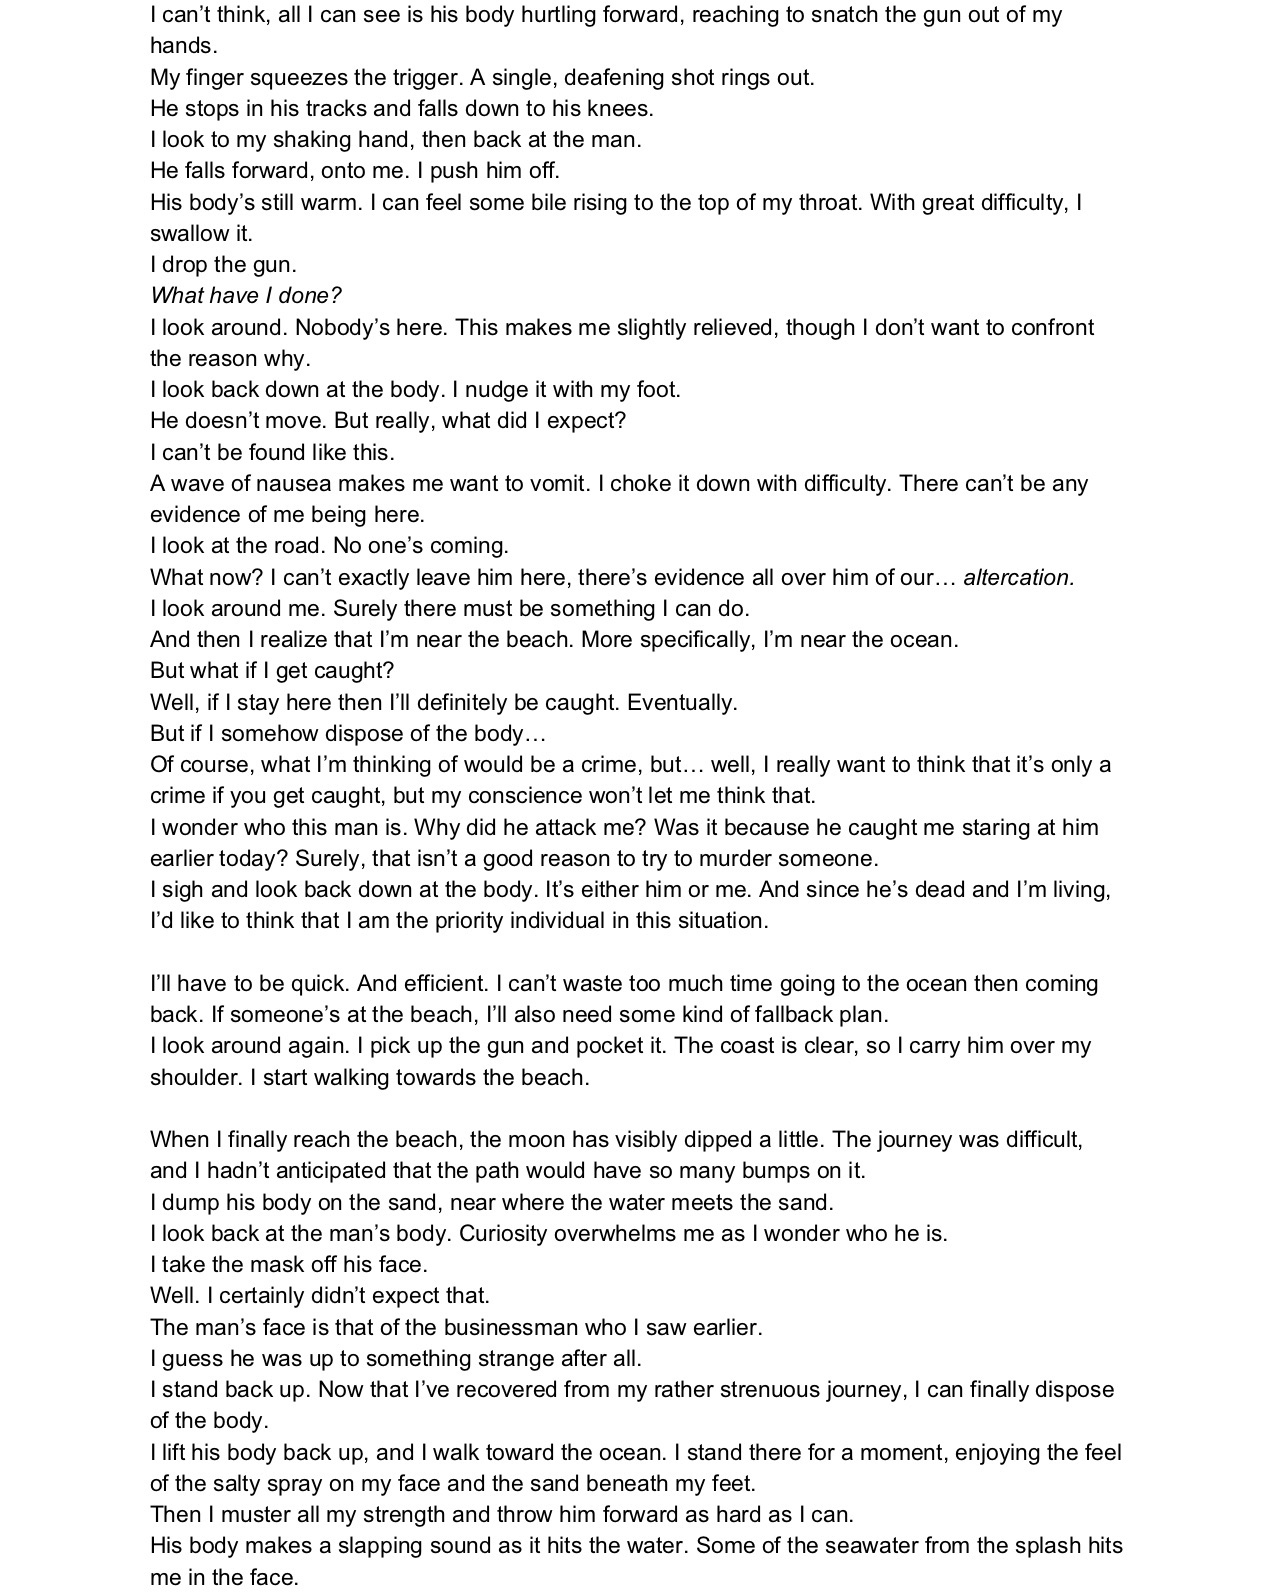 I can’t think, all I can see is his body hurtling forward, reaching to snatch the gun out of my
hands.
My finger squeezes the trigger. A single, deafening shot rings out.
He stops in his tracks and falls down to his knees.
I look to my shaking hand, then back at the man.
He falls forward, onto me. I push him off.
His body’s still warm. I can feel some bile rising to the top of my throat. With great difficulty, I
swallow it.
I drop the gun.
What have I done?
I look around. Nobody’s here. This makes me slightly relieved, though I don’t want to confront
the reason why.
I look back down at the body. I nudge it with my foot.
He doesn’t move. But really, what did I expect?
I can’t be found like this.
A wave of nausea makes me want to vomit. I choke it down with difficulty. There can’t be any
evidence of me being here.
I look at the road. No one’s coming.
What now? I can’t exactly leave him here, there’s evidence all over him of our… altercation.
I look around me. Surely there must be something I can do.
And then I realize that I’m near the beach. More specifically, I’m near the ocean.
But what if I get caught?
Well, if I stay here then I’ll definitely be caught. Eventually.
But if I somehow dispose of the body…
Of course, what I’m thinking of would be a crime, but… well, I really want to think that it’s only a
crime if you get caught, but my conscience won’t let me think that.
I wonder who this man is. Why did he attack me? Was it because he caught me staring at him
earlier today? Surely, that isn’t a good reason to try to murder someone.
I sigh and look back down at the body. It’s either him or me. And since he’s dead and I’m living,
I’d like to think that I am the priority individual in this situation.
I’ll have to be quick. And efficient. I can’t waste too much time going to the ocean then coming
back. If someone’s at the beach, I’ll also need some kind of fallback plan.
I look around again. I pick up the gun and pocket it. The coast is clear, so I carry him over my
shoulder. I start walking towards the beach.
When I finally reach the beach, the moon has visibly dipped a little. The journey was difficult,
and I hadn’t anticipated that the path would have so many bumps on it.
I dump his body on the sand, near where the water meets the sand.
I look back at the man’s body. Curiosity overwhelms me as I wonder who he is.
I take the mask off his face.
Well. I certainly didn’t expect that.
The man’s face is that of the businessman who I saw earlier.
I guess he was up to something strange after all.
I stand back up. Now that I’ve recovered from my rather strenuous journey, I can finally dispose
of the body.
I lift his body back up, and I walk toward the ocean. I stand there for a moment, enjoying the feel
of the salty spray on my face and the sand beneath my feet.
Then I muster all my strength and throw him forward as hard as I can.
His body makes a slapping sound as it hits the water. Some of the seawater from the splash hits
me in the face.